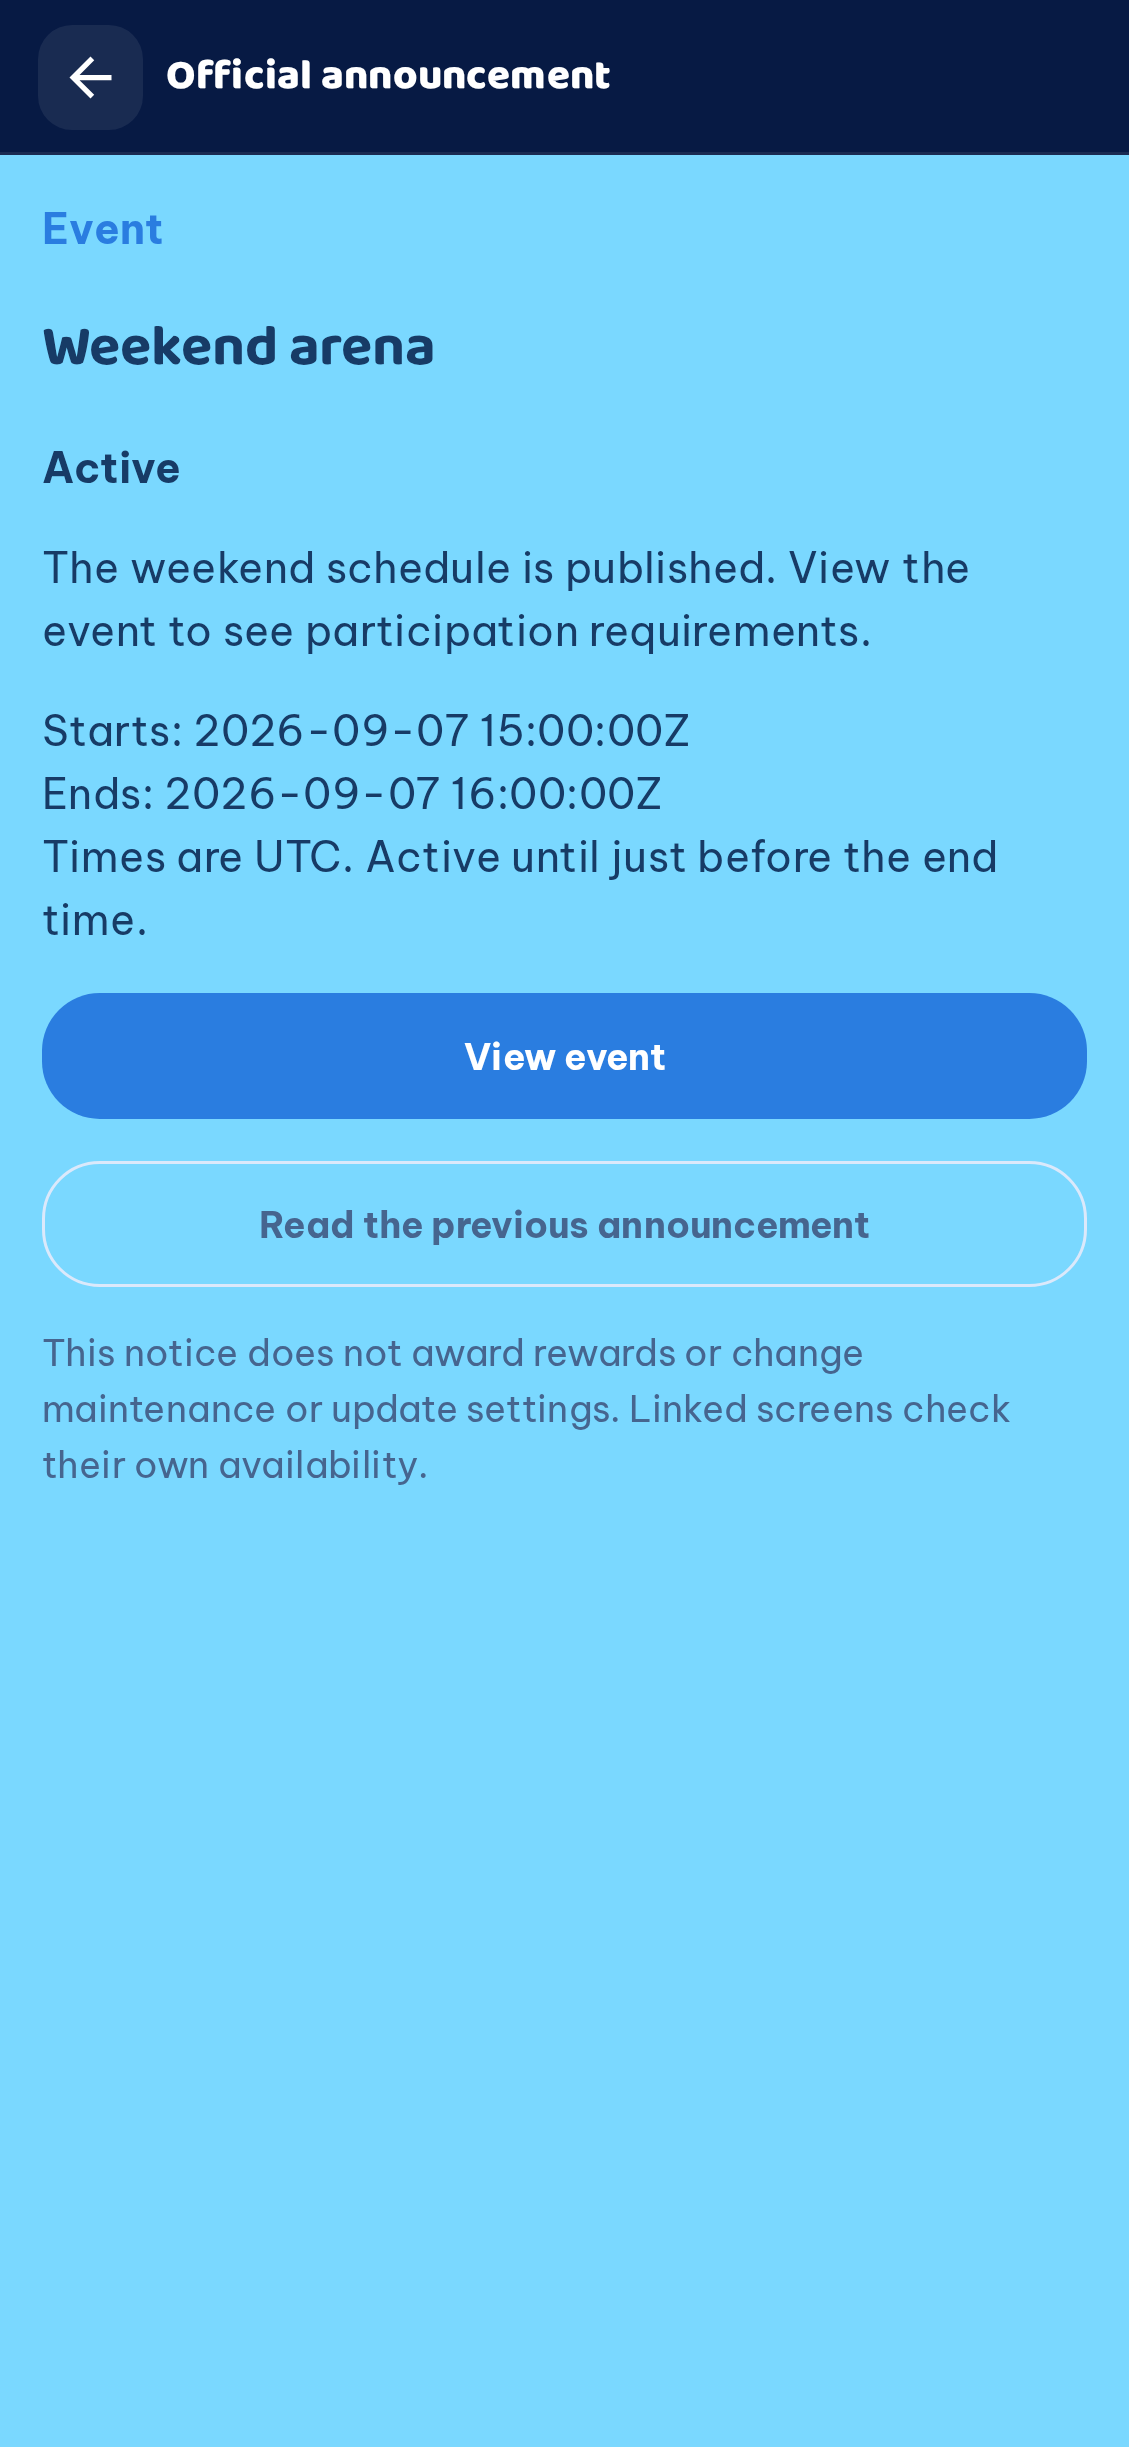 Official announcement
Event
Weekend arena
Active
The weekend schedule is published. View the
event to see participation requirements.
Starts: 2026-09-07 15:00:00Z
Ends: 2026-09-07 16:00:00Z
Times are UTC. Active until just before the end
time.
View event
Read the previous announcement
This notice does not award rewards or change
maintenance or update settings. Linked screens check
their own availability.